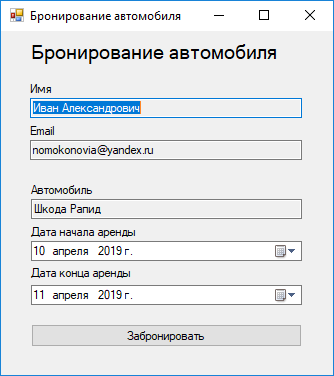 Бронирование автомобиля
Бронирование автомобиля
Имя
Иван Александрович
Email
nomokonovia@yandex.ru
Автомобиль
Шкода Рапид
Дата начала аренды
10 апреля 2019 г.
Дата конца аренды
11 апреля 2019 г.
Забронировать